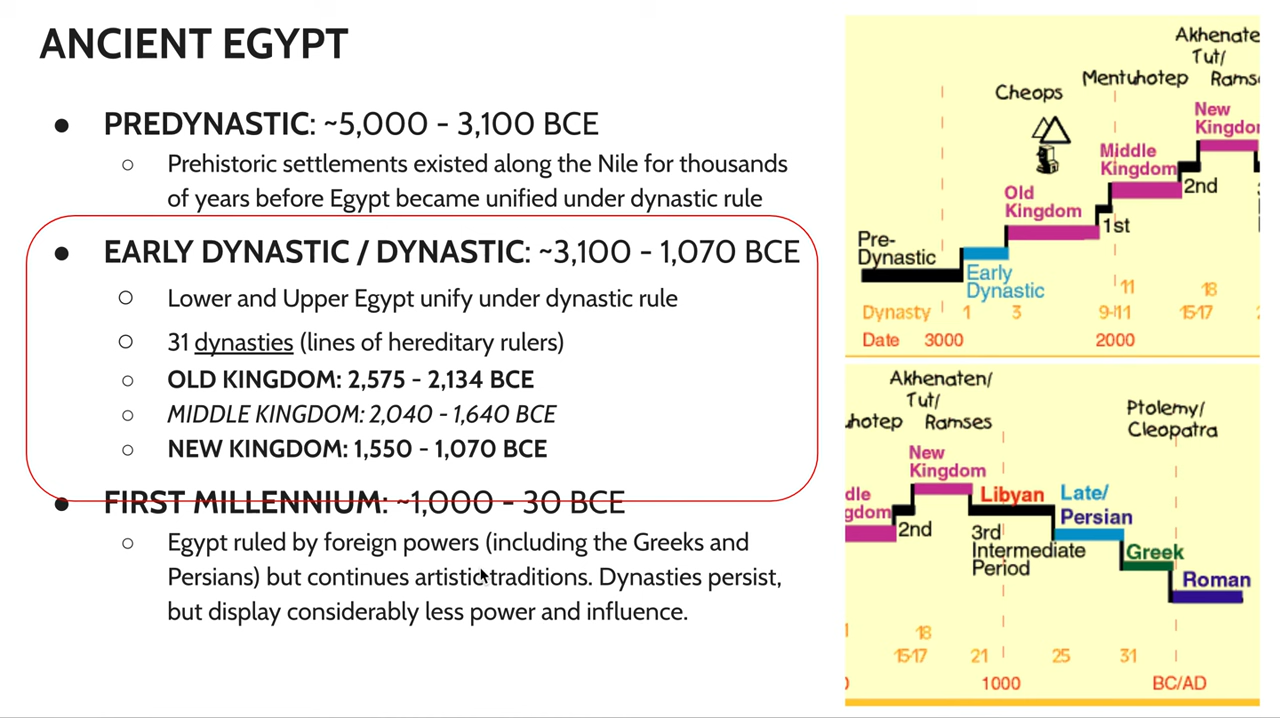 ANCIENT EGYPT
● PREDYNASTIC: ~5,000 - 3,100 BCE
○ Prehistoric settlements existed along the Nile for thousands
of years before Egypt became unified under dynastic rule
● EARLY DYNASTIC / DYNASTIC: ~3,100 - 1,070 BCE
○ Lower and Upper Egypt unify under dynastic rule
○ 31 dynasties (lines of hereditary rulers)
○ OLD KINGDOM: 2,575 - 2,134 BCE
○ MIDDLE KINGDOM: 2,040 - 1,640 BCE
○ NEW KINGDOM: 1,550 - 1,070 BCE
● FIRST MILLENNIUM: ~1,000 - 30 BCE
○ Egypt ruled by foreign powers (including the Greeks and
Persians) but continues artistic traditions. Dynasties persist,
but display considerably less power and influence.
Akhenate
Tut/
Rams
Mentuhotep
Cheops
New
Kingdo
Middle
Kingdom
2nd
Old
Kingdom
1st
Pre-
Dynastic
Early
Dynastic
11
18
Dynasty 1 3 9-11 15-17
Date 3000 2000
Akhenaten/
Tut/
uhotep Ramses
Ptolemy/
Cleopatra
New
Kingdom
dle
gdom
2nd
Libyan
Late/
Persian
3rd
Intermediate
Period
Greek
Roman
18
15-17 21 25 31
1000 BC/AD